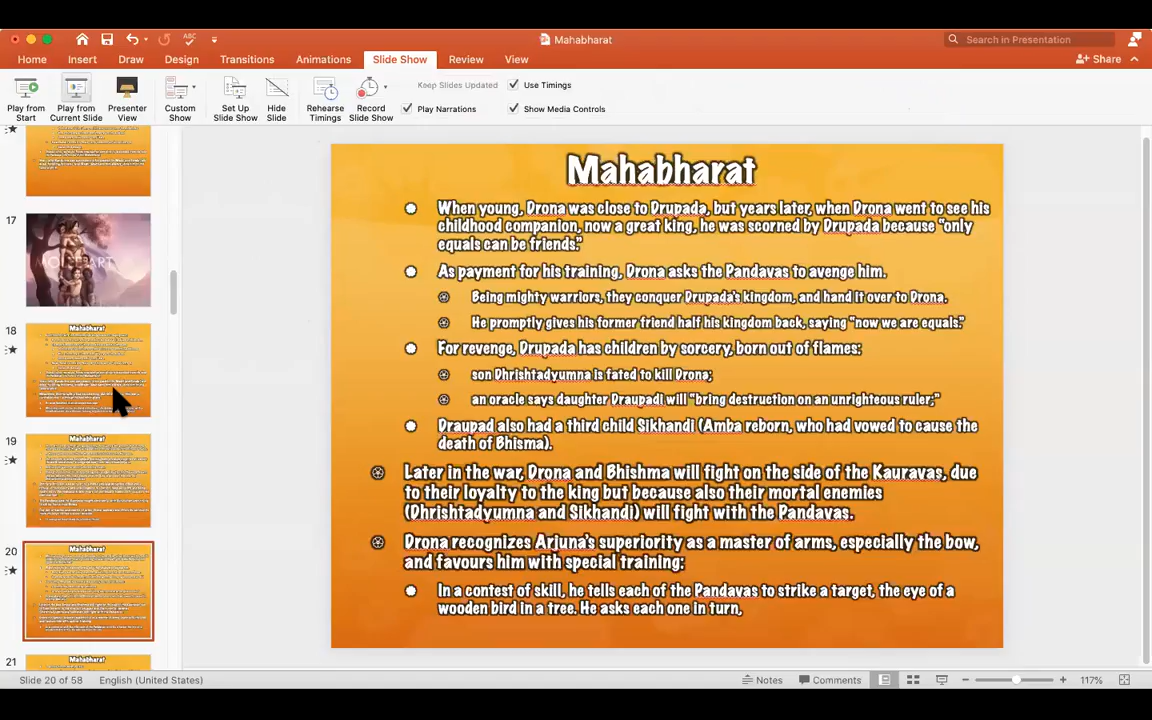 Mahabharat
Search in Presentation
Home
Insert
Draw
Design
Transitions
Animations
Slide Show
Review
View
Share
Play from
Start
Play from
Current Slide
Presenter
View
Custom
Show
Set Up
Slide Show
Hide
Slide
Rehearse
Timings
Record
Slide Show
Keep Slides Updated
Use Timings
Play Narrations
Show Media Controls
17
18
Mahabharat
19
Mahabharat
20
Mahabharat
21
Mahabharat
Mahabharat
When young, Drona was close to Drupada, but years later, when Drona went to see his
childhood companion, now a great king, he was scorned by Drupada because “only
equals can be friends.”
As payment for his training, Drona asks the Pandavas to avenge him.
Being mighty warriors, they conquer Drupada's kingdom, and hand it over to Drona.
He promptly gives his former friend half his kingdom back, saying “now we are equals.”
For revenge, Drupada has children by sorcery, born out of flames:
son Dhrishtadyumna is fated to kill Drona;
an oracle says daughter Draupadi will “bring destruction on an unrighteous ruler;”
Draupad also had a third child Sikhandi (Amba reborn, who had vowed to cause the
death of Bhisma).
Later in the war, Drona and Bhishma will fight on the side of the Kauravas, due
to their loyalty to the king but because also their mortal enemies
(Dhrishtadyumna and Sikhandi) will fight with the Pandavas.
Drona recognizes Arjuna's superiority as a master of arms, especially the bow,
and favours him with special training:
In a contest of skill, he tells each of the Pandavas to strike a target, the eye of a
wooden bird in a tree. He asks each one in turn,
Slide 20 of 58
English (United States)
Notes
Comments
117%